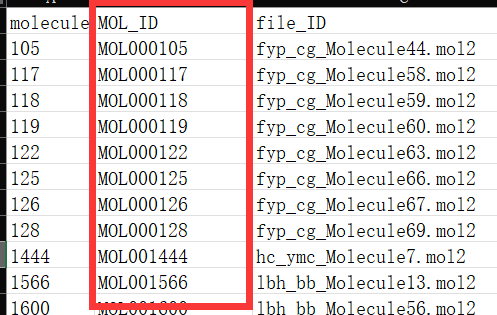 molecule MOL_ID file_ID
105 MOL000105 fyp_cg_Molecule44.mol2
117 MOL000117 fyp_cg_Molecule58.mol2
118 MOL000118 fyp_cg_Molecule59.mol2
119 MOL000119 fyp_cg_Molecule60.mol2
122 MOL000122 fyp_cg_Molecule63.mol2
125 MOL000125 fyp_cg_Molecule66.mol2
126 MOL000126 fyp_cg_Molecule67.mol2
128 MOL000128 fyp_cg_Molecule69.mol2
1444 MOL001444 hc_ymc_Molecule7.mol2
1566 MOL001566 lbh_bb_Molecule13.mol2
1600 MOL001600 lbh_bb_Molecule56.mol2